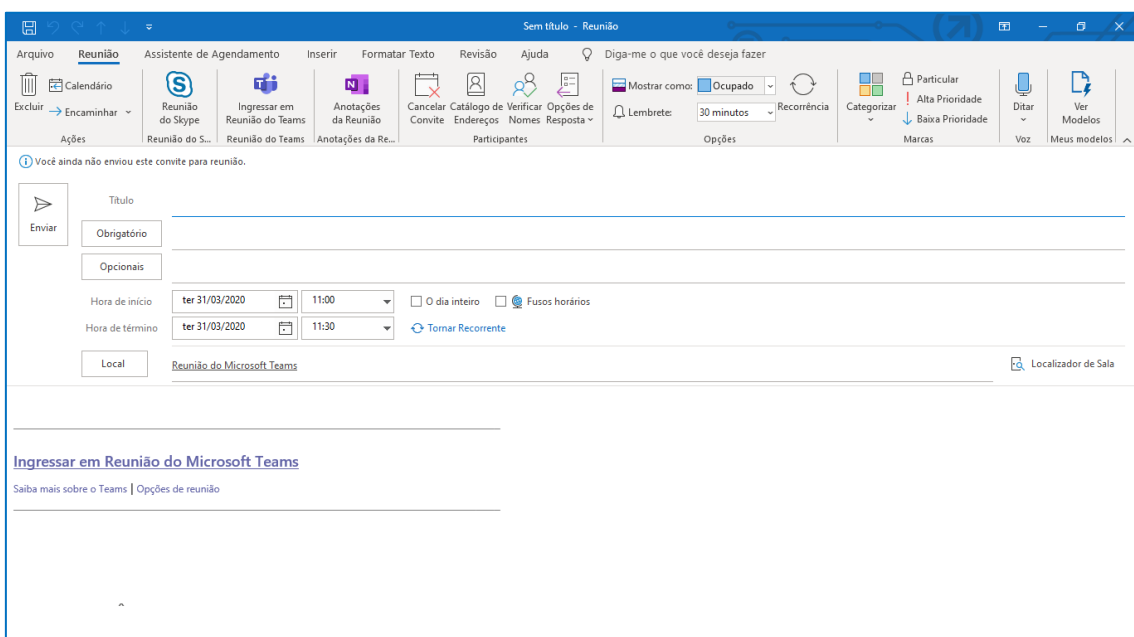 Sem título - Reunião
Arquivo Reunião Assistente de Agendamento Inserir Formatar Texto Revisão Ajuda Diga-me o que você deseja fazer
Excluir
Calendário
Encaminhar
Ações
Reunião
do Skype
Reunião do S...
Ingressar em
Reunião do Teams
Reunião do Teams
Anotações
da Reunião
Anotações da Re...
Cancelar
Convite
Catálogo de
Endereços
Verificar
Nomes
Opções de
Resposta
Participantes
Mostrar como: Ocupado
Lembrete: 30 minutos
Recorrência
Opções
Categorizar
Particular
Alta Prioridade
Baixa Prioridade
Marcas
Ditar
Voz
Ver
Modelos
Meus modelos
Você ainda não enviou este convite para reunião.
Enviar
Título
Obrigatório
Opcionais
Hora de início ter 31/03/2020 11:00 O dia inteiro Fusos horários
Hora de término ter 31/03/2020 11:30 Tornar Recorrente
Local Reunião do Microsoft Teams Localizador de Sala
Ingressar em Reunião do Microsoft Teams
Saiba mais sobre o Teams | Opções de reunião